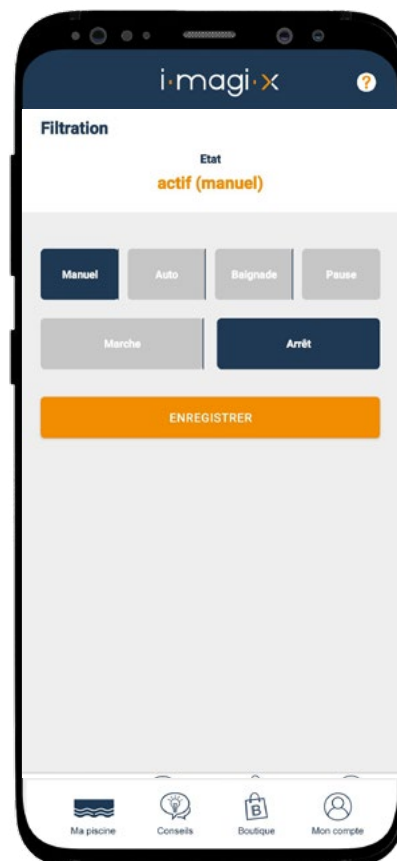 i·magi·x
?
Filtration
Etat
actif (manuel)
Manuel Auto Baignade Pause
Marche Arrêt
ENREGISTRER
B
Ma piscine Conseils Boutique Mon compte